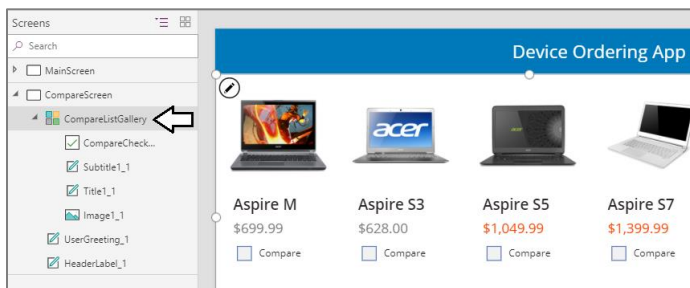 Screens
Search
MainScreen
CompareScreen
CompareListGallery
CompareCheck...
Subtitle1_1
Title1_1
Image1_1
UserGreeting_1
HeaderLabel_1
Device Ordering App
acer
Aspire M Aspire S3 Aspire S5 Aspire S7
$699.99 $628.00 $1,049.99 $1,399.99
Compare Compare Compare Compare